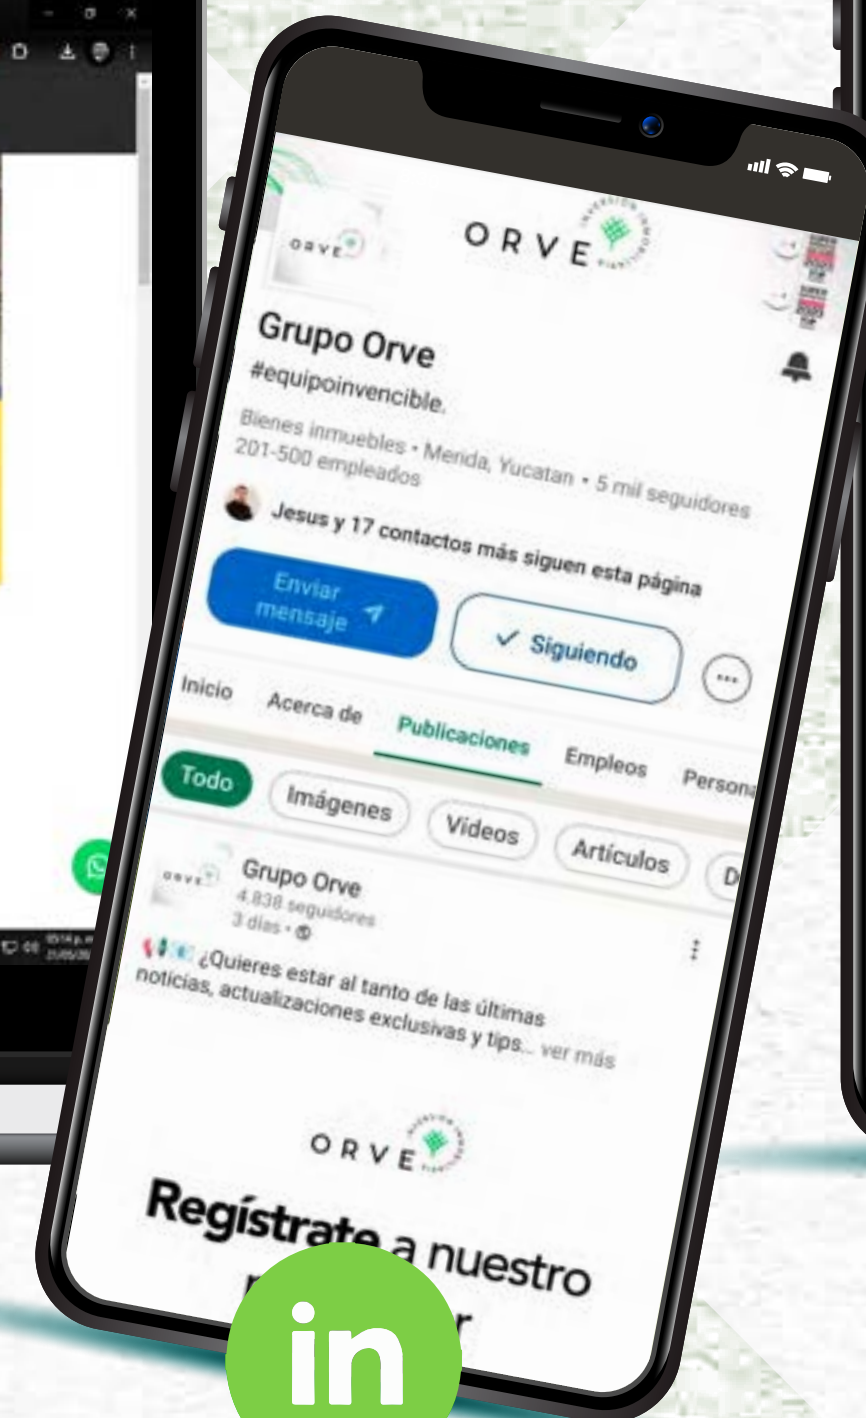 ORVE
ORVE
Grupo Orve
#equipoinvencible.
Bienes inmuebles • Merida, Yucatan • 5 mil seguidores
201-500 empleados
Jesus y 17 contactos más siguen esta página
Enviar
mensaje
Siguiendo
Inicio Acerca de Publicaciones Empleos Persona
Todo Imágenes Videos Artículos D
ORVE
Grupo Orve
4.838 seguidores
3 días •
¿Quieres estar al tanto de las últimas
noticias, actualizaciones exclusivas y tips... ver más
ORVE
Regístrate a nuestro
r
in